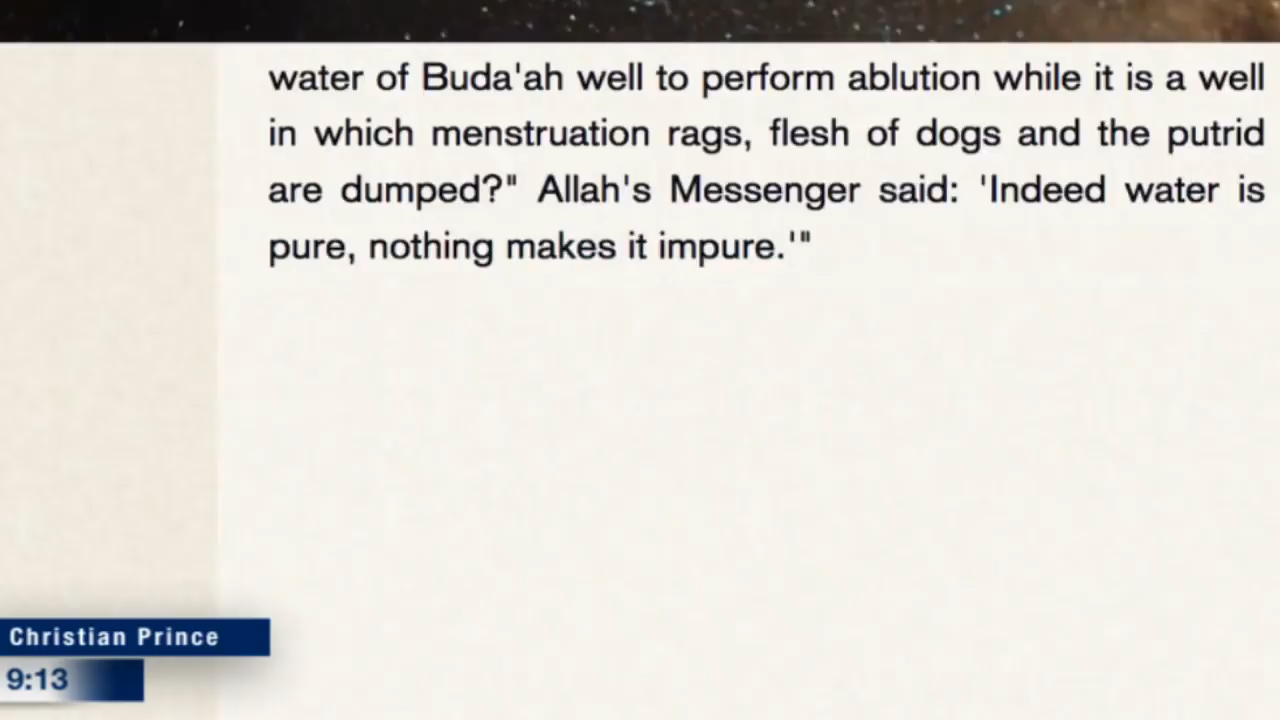 water of Buda'ah well to perform ablution while it is a well
in which menstruation rags, flesh of dogs and the putrid
are dumped?" Allah's Messenger said: 'Indeed water is
pure, nothing makes it impure.'"
Christian Prince
9:13